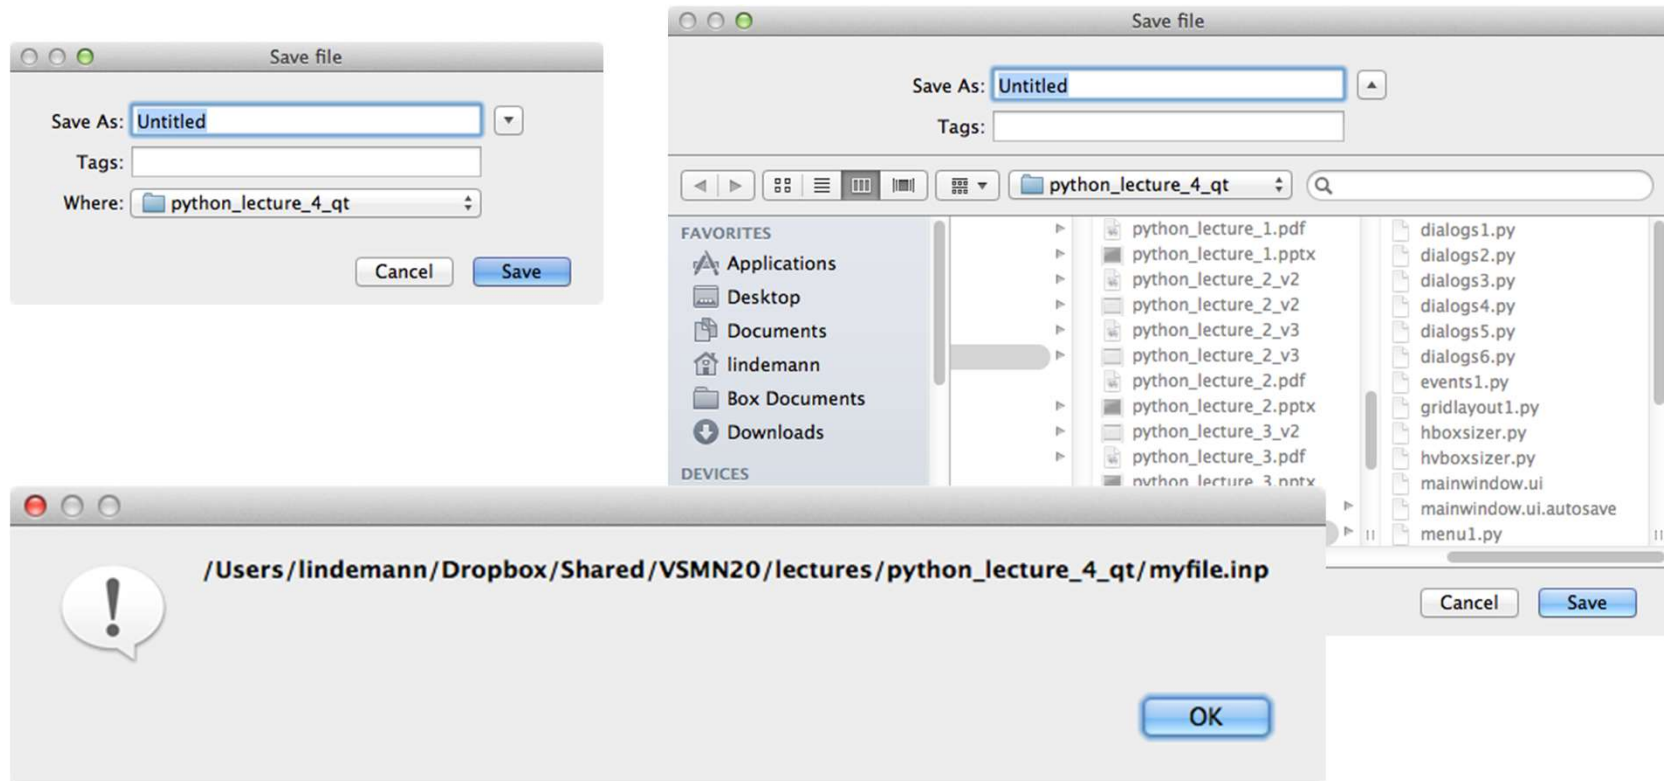 Save file
Save As: Untitled
Tags:
Where: python_lecture_4_qt
Cancel Save
Save file
Save As: Untitled
Tags:
python_lecture_4_qt
FAVORITES
Applications
Desktop
Documents
lindemann
Box Documents
Downloads
DEVICES
python_lecture_1.pdf
python_lecture_1.pptx
python_lecture_2_v2
python_lecture_2_v2
python_lecture_2_v3
python_lecture_2_v3
python_lecture_2.pdf
python_lecture_2.pptx
python_lecture_3_v2
python_lecture_3.pdf
python_lecture_3.pptx
dialogs1.py
dialogs2.py
dialogs3.py
dialogs4.py
dialogs5.py
dialogs6.py
events1.py
gridlayout1.py
hboxsizer.py
hvboxsizer.py
mainwindow.ui
mainwindow.ui.autosave
menu1.py
Cancel Save
/Users/lindemann/Dropbox/Shared/VSMN20/lectures/python_lecture_4_qt/myfile.inp
OK